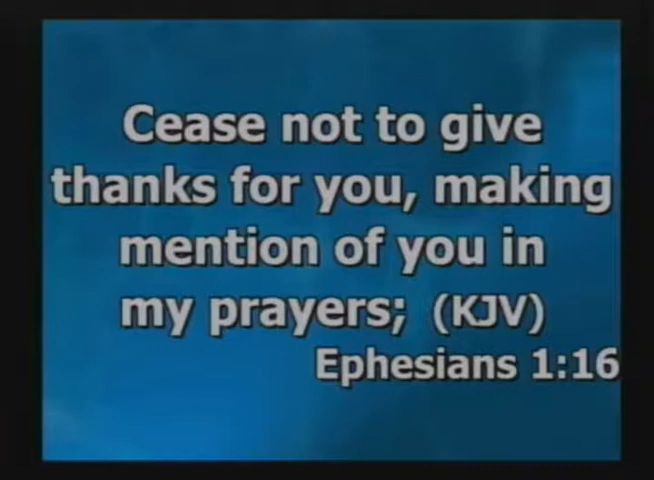 Cease not to give
thanks for you, making
mention of you in
my prayers; (KJV)
Ephesians 1:16